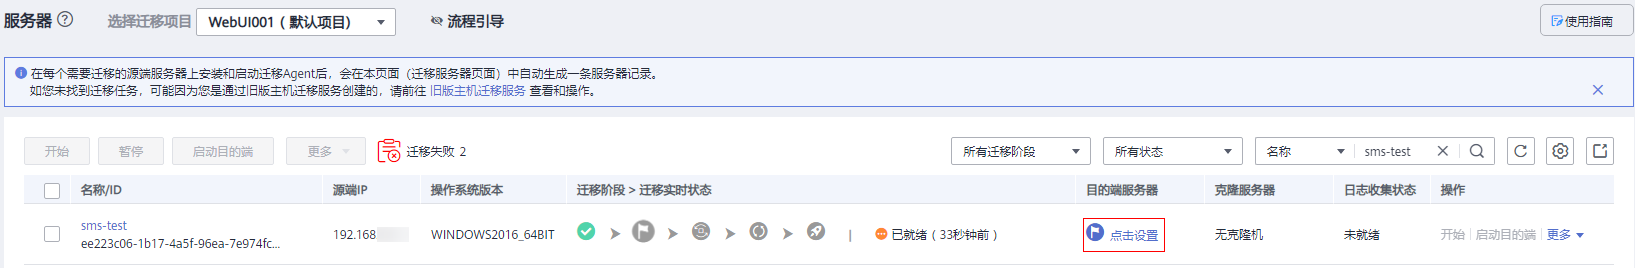 服务器 ? 选择迁移项目 WebUI001（默认项目） 流程引导 使用指南
在每个需要迁移的源端服务器上安装和启动迁移Agent后，会在本页面（迁移服务器页面）中自动生成一条服务器记录。
如您未找到迁移任务，可能因为您是通过旧版主机迁移服务创建的，请前往 旧版主机迁移服务 查看和操作。
开始 暂停 启动目的端 更多 迁移失败 2 所有迁移阶段 所有状态 名称 sms-test
名称/ID 源端IP 操作系统版本 迁移阶段 > 迁移实时状态 目的端服务器 克隆服务器 日志收集状态 操作
sms-test
ee223c06-1b17-4a5f-96ea-7e974fc... 192.168 WINDOWS2016_64BIT | 已就绪（33秒钟前） 点击设置 无克隆机 未就绪 开始 | 启动目的端 | 更多